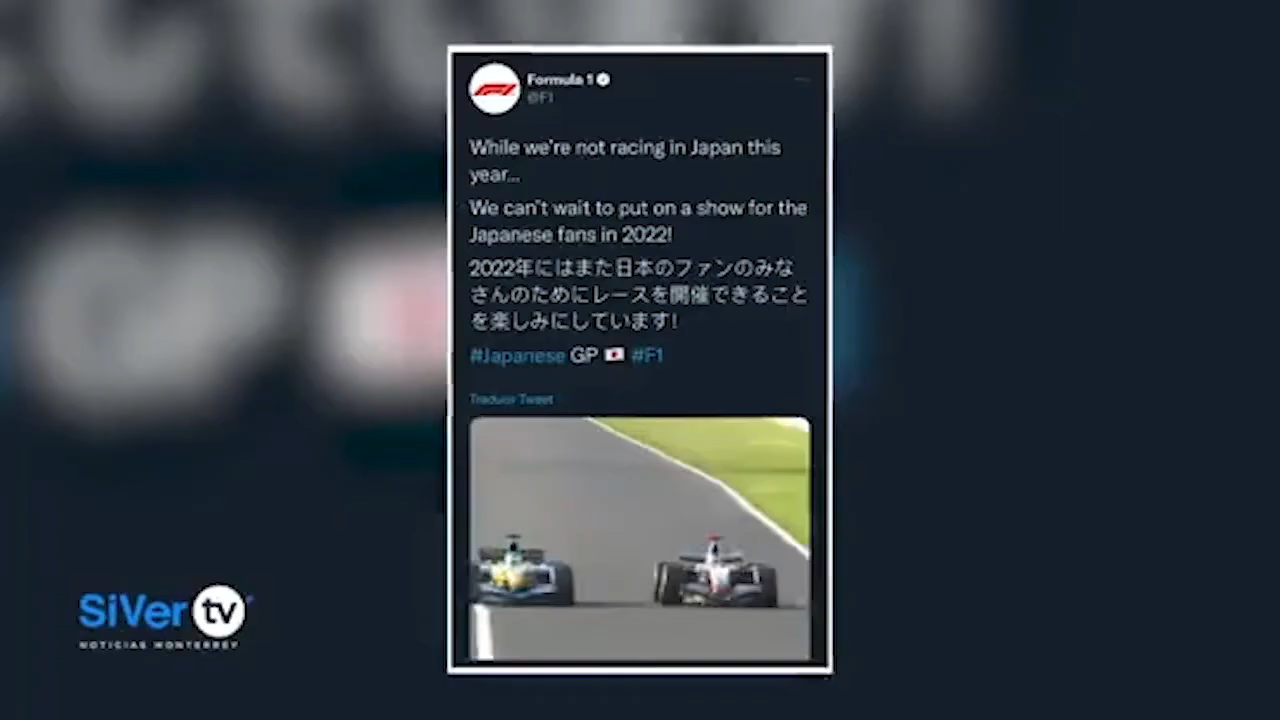 Formula 1
@F1
While we're not racing in Japan this
year...
We can't wait to put on a show for the
Japanese fans in 2022!
2022年にはまた日本のファンのみな
さんのためにレースを開催できること
を楽しみにしています!
#Japanese GP 🇯🇵 #F1
Traducir Tweet
SiVer tv
NOTICIAS MONTERREY